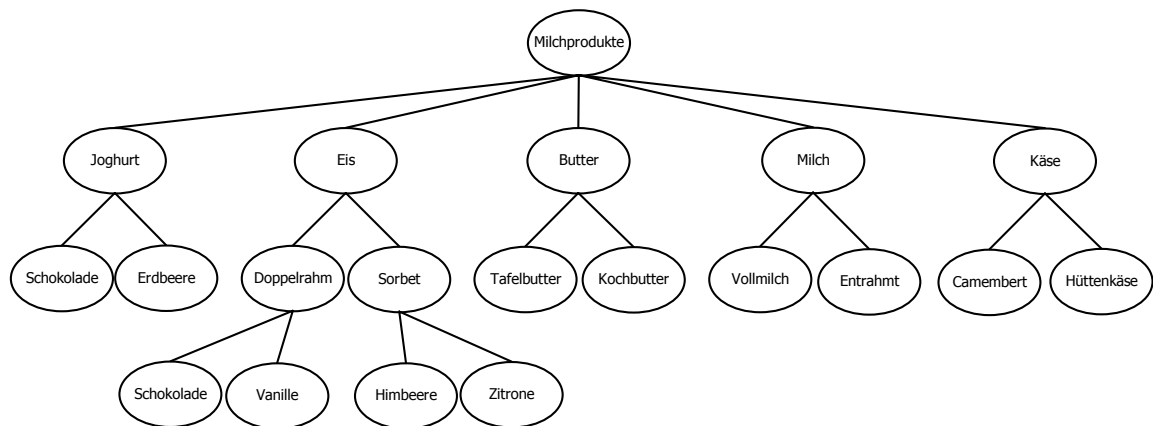 Milchprodukte
Joghurt
Eis
Butter
Milch
Käse
Schokolade
Erdbeere
Doppelrahm
Sorbet
Tafelbutter
Kochbutter
Vollmilch
Entrahmt
Camembert
Hüttenkäse
Schokolade
Vanille
Himbeere
Zitrone